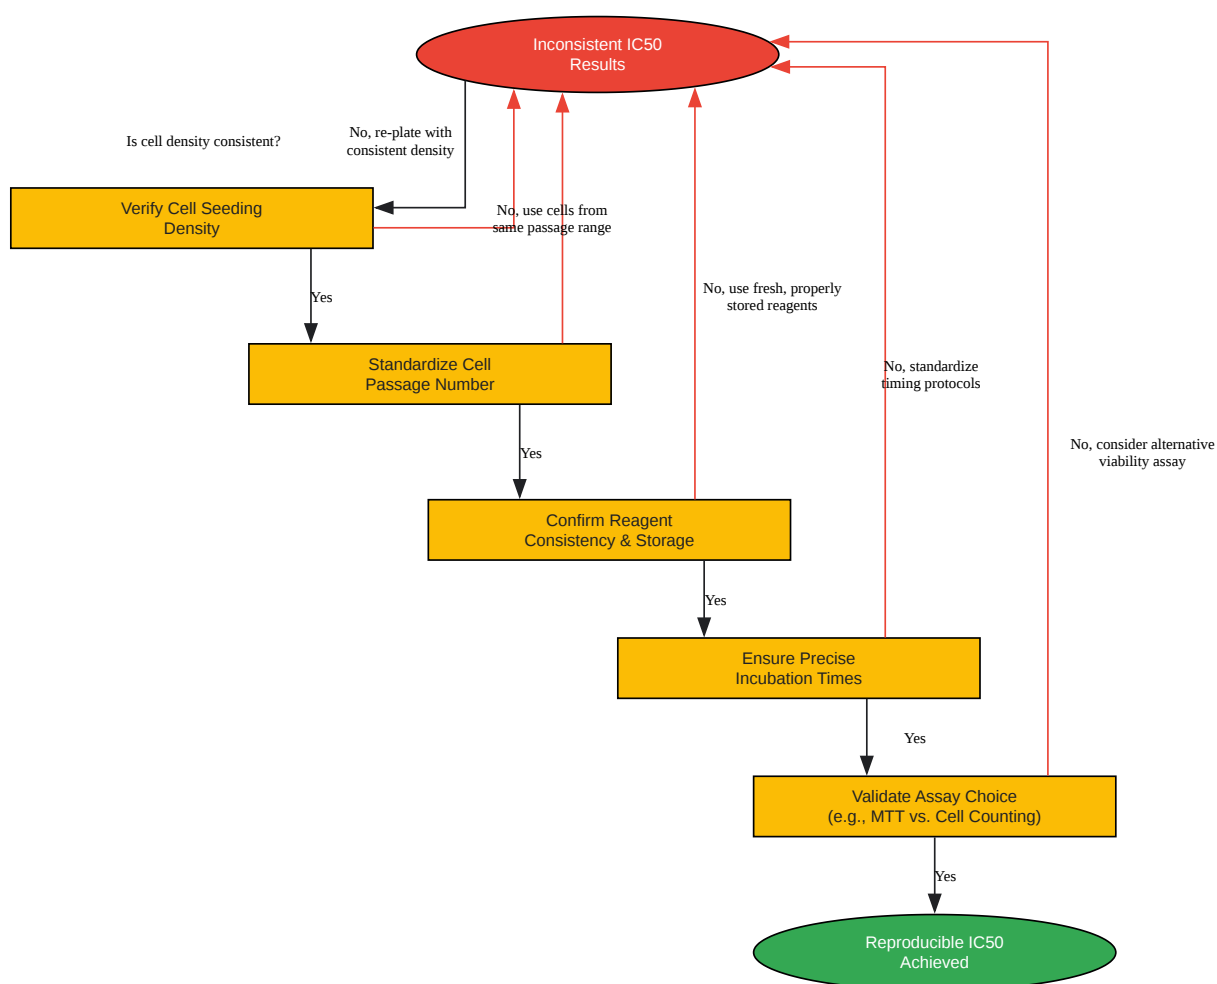 Inconsistent IC50
Results
Is cell density consistent?
No, re-plate with
consistent density
Verify Cell Seeding
Density
No, use cells from
same passage range
Yes
No, use fresh, properly
stored reagents
Standardize Cell
Passage Number
No, standardize
timing protocols
Yes
No, consider alternative
viability assay
Confirm Reagent
Consistency & Storage
Yes
Ensure Precise
Incubation Times
Yes
Validate Assay Choice
(e.g., MTT vs. Cell Counting)
Yes
Reproducible IC50
Achieved